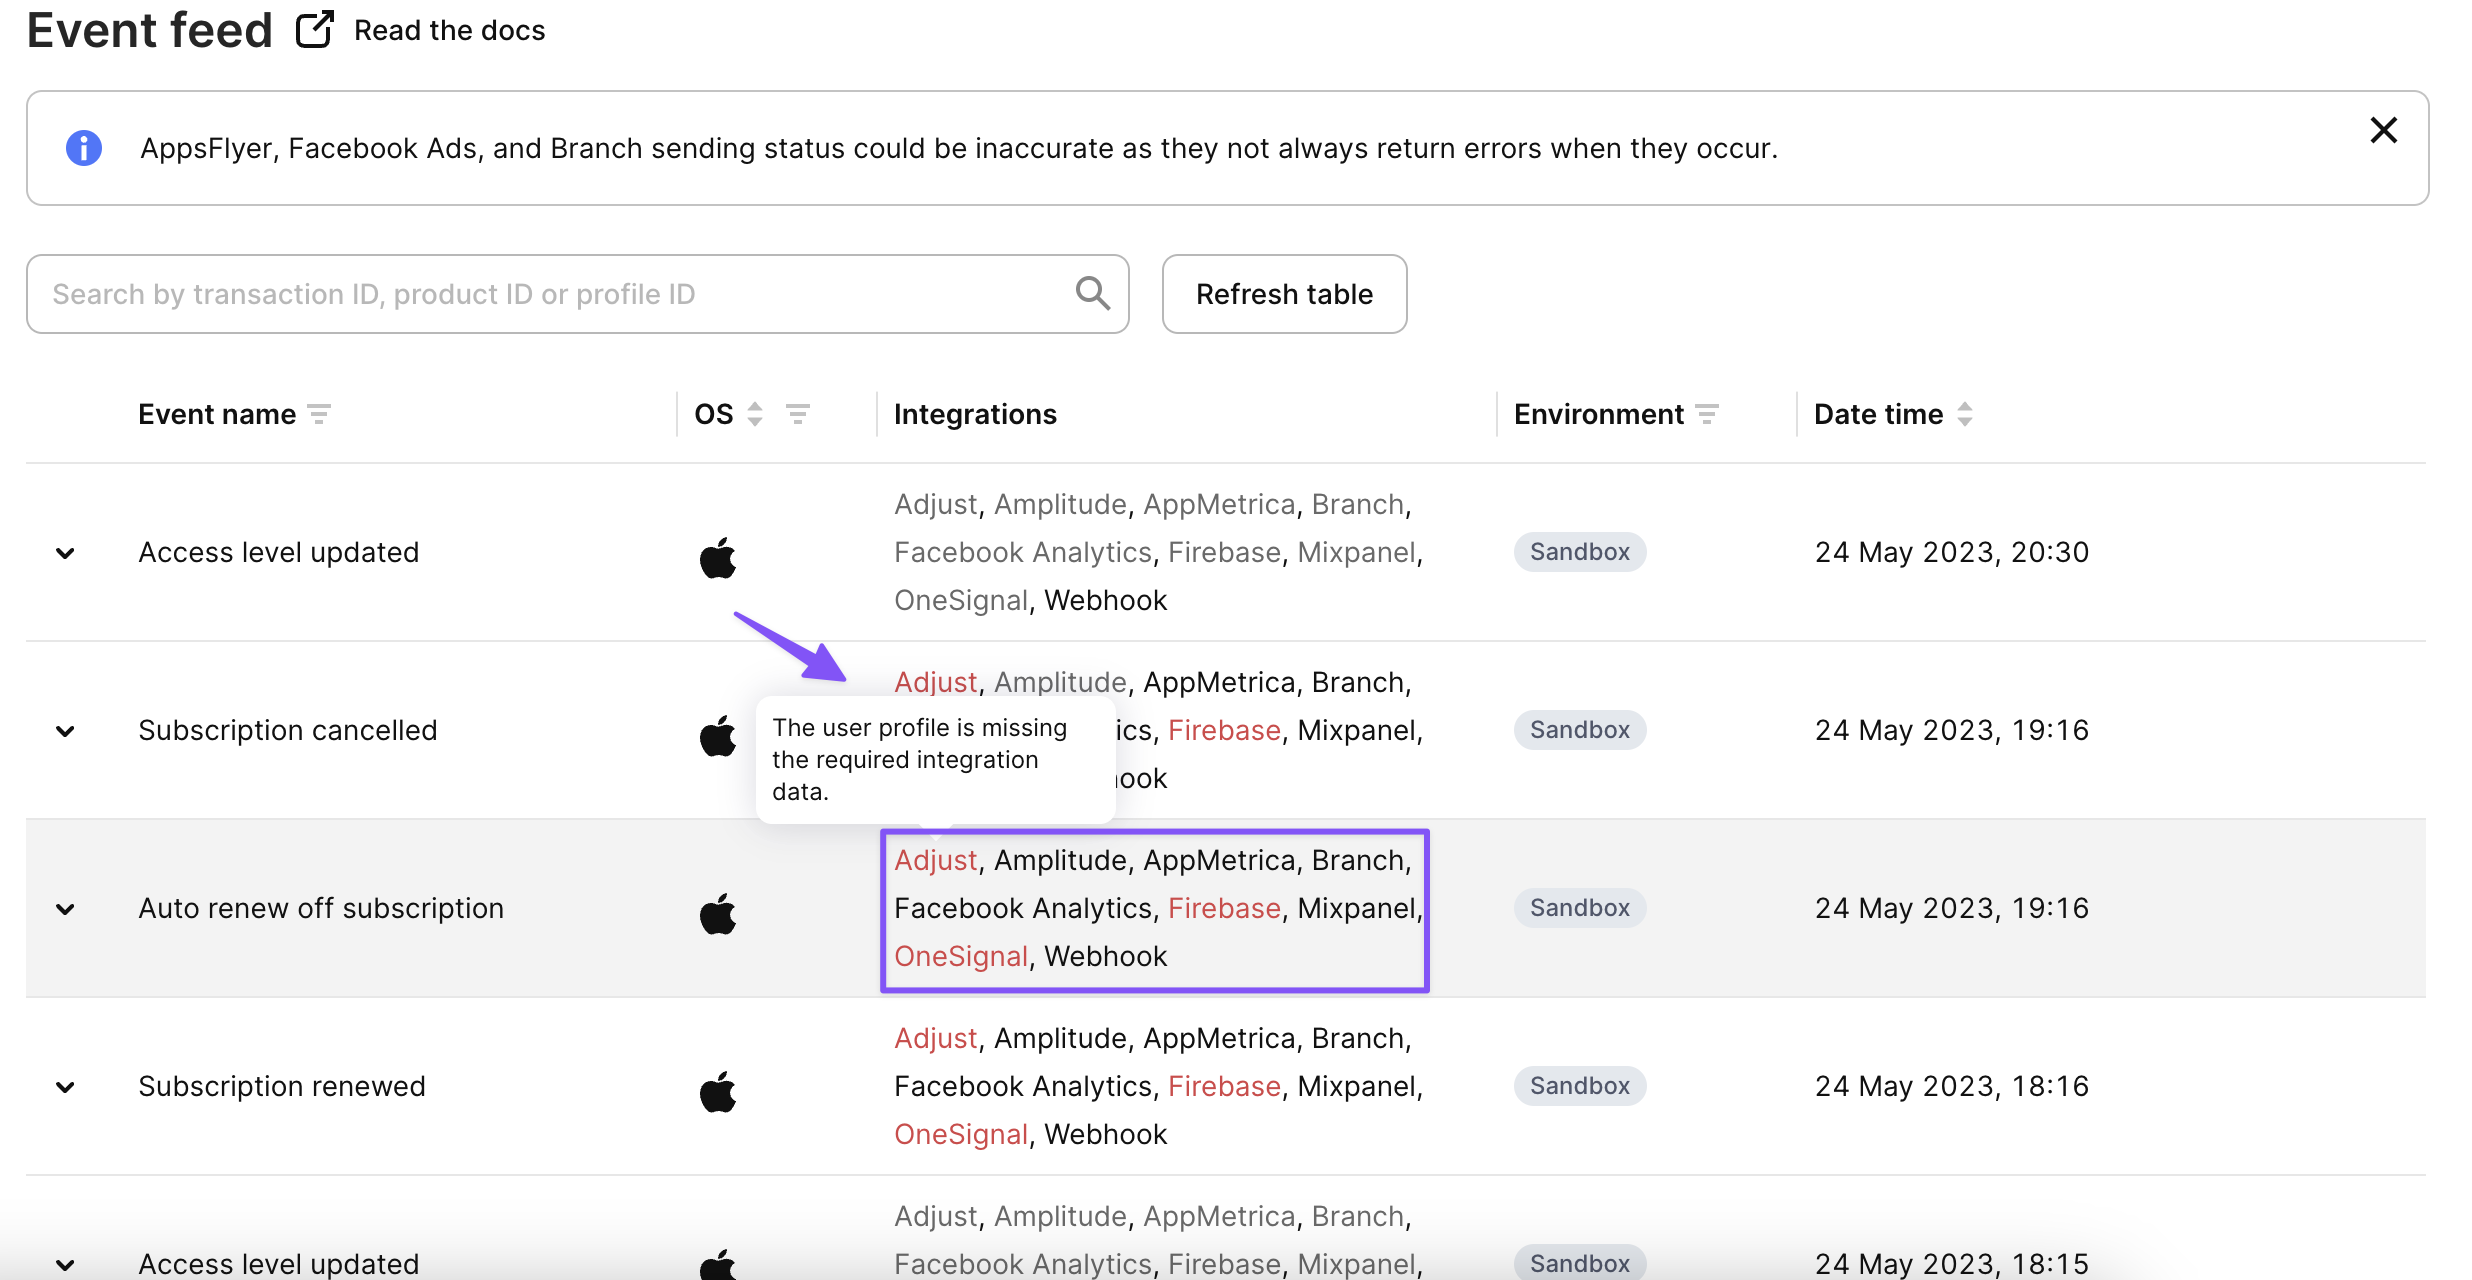 Event feed Read the docs
AppsFlyer, Facebook Ads, and Branch sending status could be inaccurate as they not always return errors when they occur.
Search by transaction ID, product ID or profile ID
Refresh table
Event name OS Integrations Environment Date time
Adjust, Amplitude, AppMetrica, Branch,
Access level updated Facebook Analytics, Firebase, Mixpanel, Sandbox 24 May 2023, 20:30
OneSignal, Webhook
Adjust, Amplitude, AppMetrica, Branch,
Subscription cancelled Firebase, Mixpanel, Sandbox 24 May 2023, 19:16
The user profile is missing
the required integration
data.
Adjust, Amplitude, AppMetrica, Branch,
Auto renew off subscription Facebook Analytics, Firebase, Mixpanel, Sandbox 24 May 2023, 19:16
OneSignal, Webhook
Adjust, Amplitude, AppMetrica, Branch,
Subscription renewed Facebook Analytics, Firebase, Mixpanel, Sandbox 24 May 2023, 18:16
OneSignal, Webhook
Adjust, Amplitude, AppMetrica, Branch,
Access level updated Facebook Analytics, Firebase, Mixpanel, Sandbox 24 May 2023, 18:15